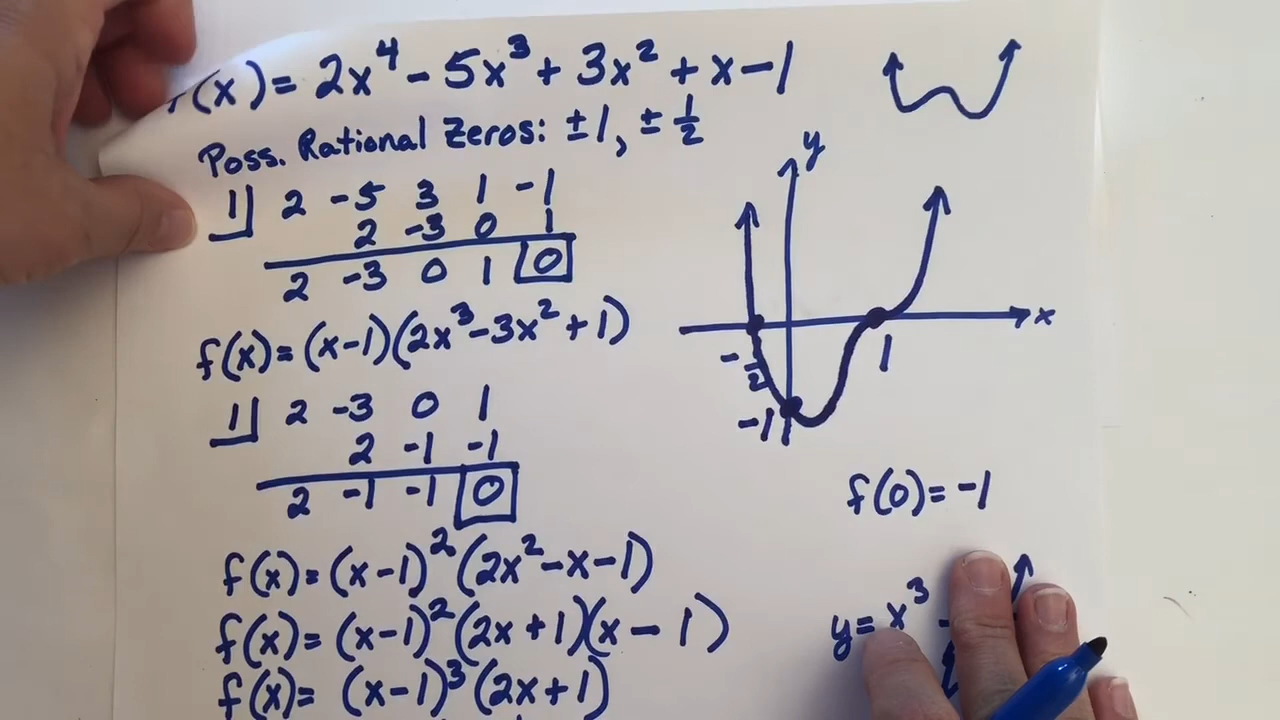 f(x) = 2x⁴ - 5x³ + 3x² + x - 1
Poss. Rational Zeros: ±1, ±1/2
1| 2 -5 3 1 -1
2 -3 0 1
2 -3 0 1 0
f(x) = (x-1)(2x³-3x²+1)
1| 2 -3 0 1
2 -1 -1
2 -1 -1 0
f(x) = (x-1)²(2x²-x-1)
f(x) = (x-1)²(2x+1)(x-1)
f(x) = (x-1)³(2x+1)
y
x
-1/2
1
-1
f(0) = -1
y = x³